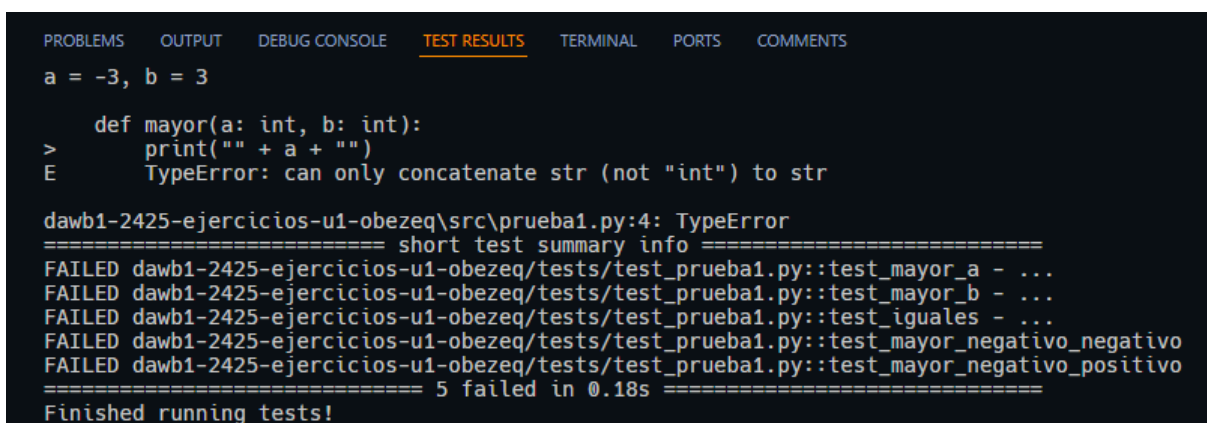 PROBLEMS OUTPUT DEBUG CONSOLE TEST RESULTS TERMINAL PORTS COMMENTS
a = -3, b = 3
    def mayor(a: int, b: int):
>       print("" + a + "")
E       TypeError: can only concatenate str (not "int") to str
dawb1-2425-ejercicios-u1-obezeq\src\prueba1.py:4: TypeError
=========================== short test summary info ===========================
FAILED dawb1-2425-ejercicios-u1-obezeq/tests/test_prueba1.py::test_mayor_a - ...
FAILED dawb1-2425-ejercicios-u1-obezeq/tests/test_prueba1.py::test_mayor_b - ...
FAILED dawb1-2425-ejercicios-u1-obezeq/tests/test_prueba1.py::test_iguales - ...
FAILED dawb1-2425-ejercicios-u1-obezeq/tests/test_prueba1.py::test_mayor_negativo_negativo
FAILED dawb1-2425-ejercicios-u1-obezeq/tests/test_prueba1.py::test_mayor_negativo_positivo
============================== 5 failed in 0.18s ==============================
Finished running tests!